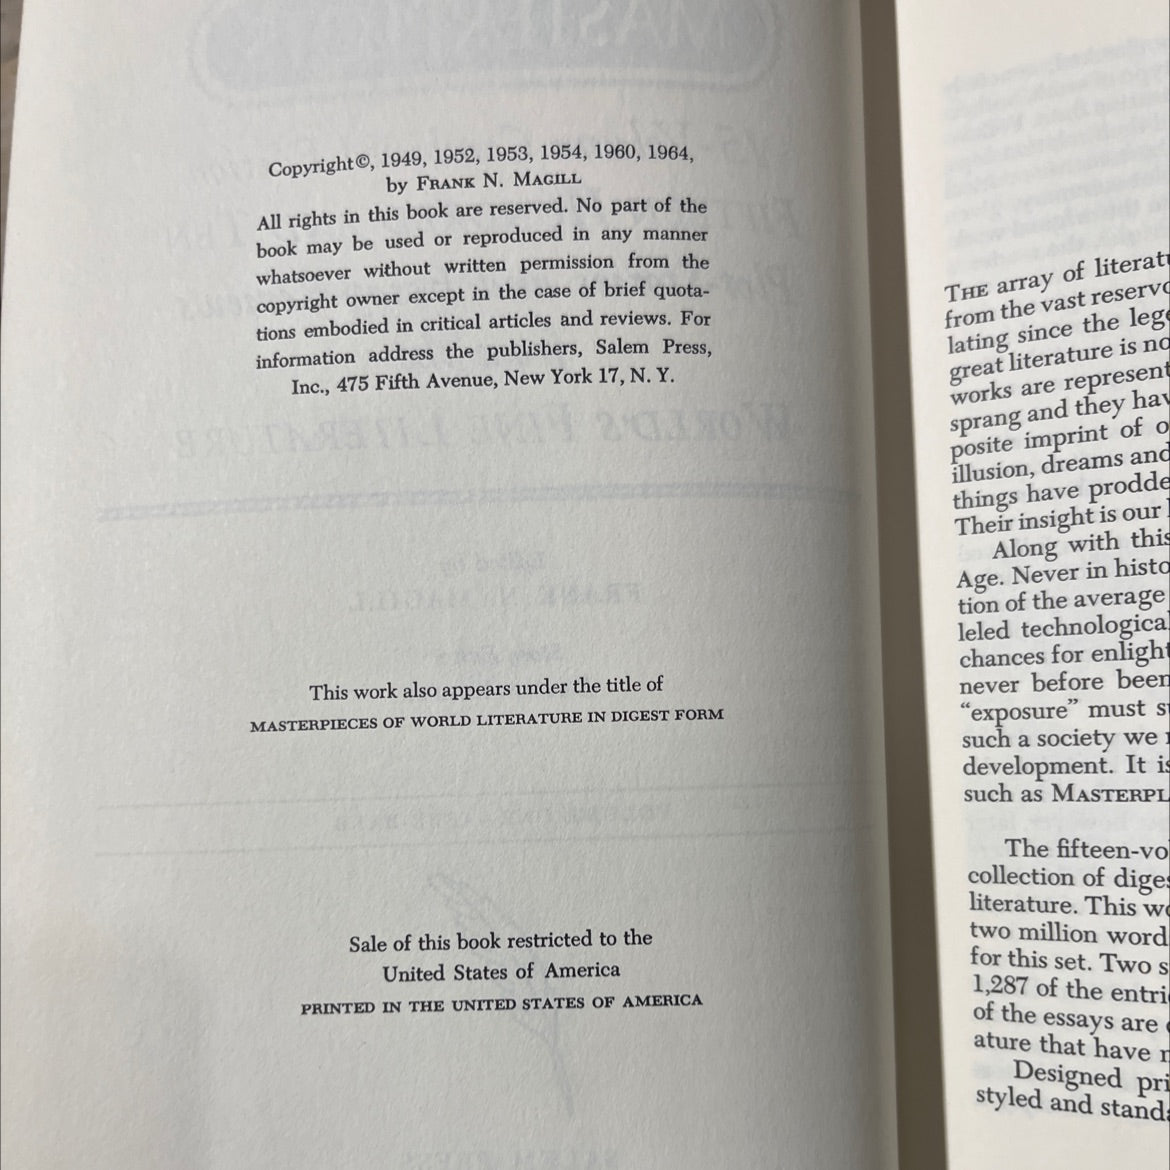 Copyright©, 1949, 1952, 1953, 1954, 1960, 1964,
by FRANK N. MAGILL
All rights in this book are reserved. No part of the
book may be used or reproduced in any manner
whatsoever without written permission from the
copyright owner except in the case of brief quota-
tions embodied in critical articles and reviews. For
information address the publishers, Salem Press,
Inc., 475 Fifth Avenue, New York 17, N. Y.
This work also appears under the title of
MASTERPIECES OF WORLD LITERATURE IN DIGEST FORM
Sale of this book restricted to the
United States of America
PRINTED IN THE UNITED STATES OF AMERICA
THE array of literat
from the vast reserv
lating since the leg
great literature is no
works are represent
sprang and they hav
posite imprint of o
illusion, dreams and
things have prodde
Their insight is our
Along with this
Age. Never in histo
tion of the average
leled technological
chances for enlight
never before been
“exposure” must s
such a society we
development. It is
such as MASTERPL
The fifteen-vo
collection of diges
literature. This wo
two million word
for this set. Two s
1,287 of the entri
of the essays are
ature that have
Designed pri
styled and standa